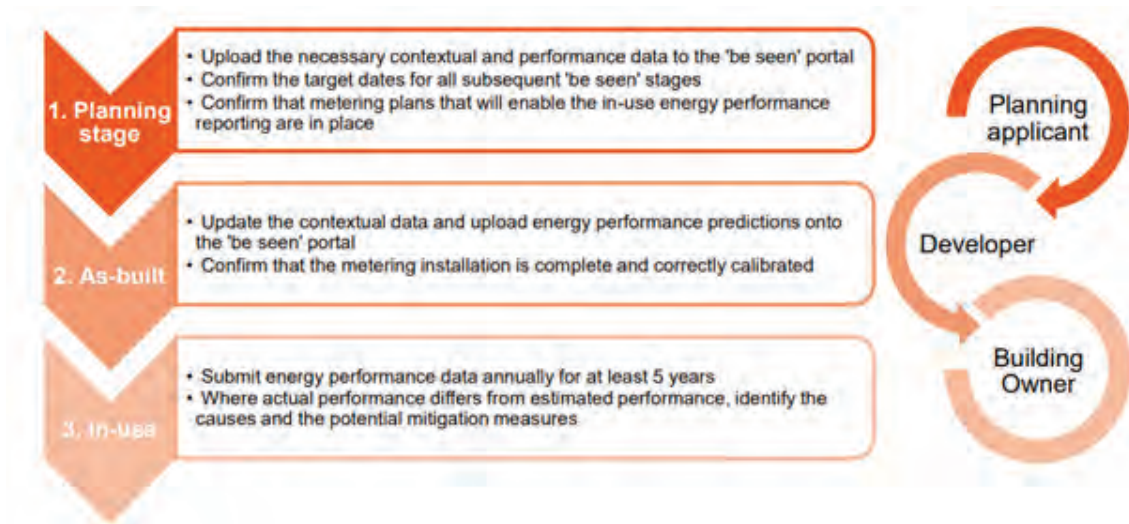 1. Planning
stage
• Upload the necessary contextual and performance data to the 'be seen' portal
• Confirm the target dates for all subsequent 'be seen' stages
• Confirm that metering plans that will enable the in-use energy performance
reporting are in place
Planning
applicant
2. As-built
• Update the contextual data and upload energy performance predictions onto
the 'be seen' portal
• Confirm that the metering installation is complete and correctly calibrated
Developer
3. In-use
• Submit energy performance data annually for at least 5 years
• Where actual performance differs from estimated performance, identify the
causes and the potential mitigation measures
Building
Owner